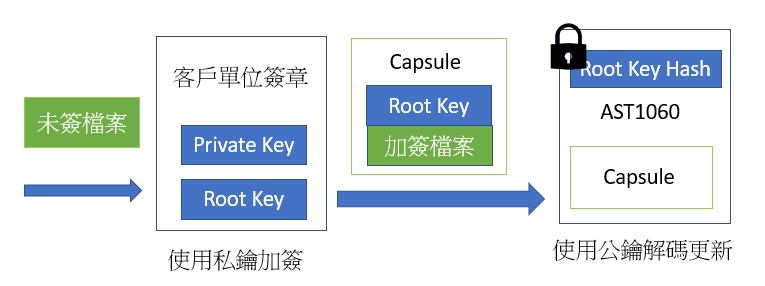 未簽檔案
客戶單位簽章
Private Key
Root Key
使用私鑰加簽
Capsule
Root Key
加簽檔案
Root Key Hash
AST1060
Capsule
使用公鑰解碼更新